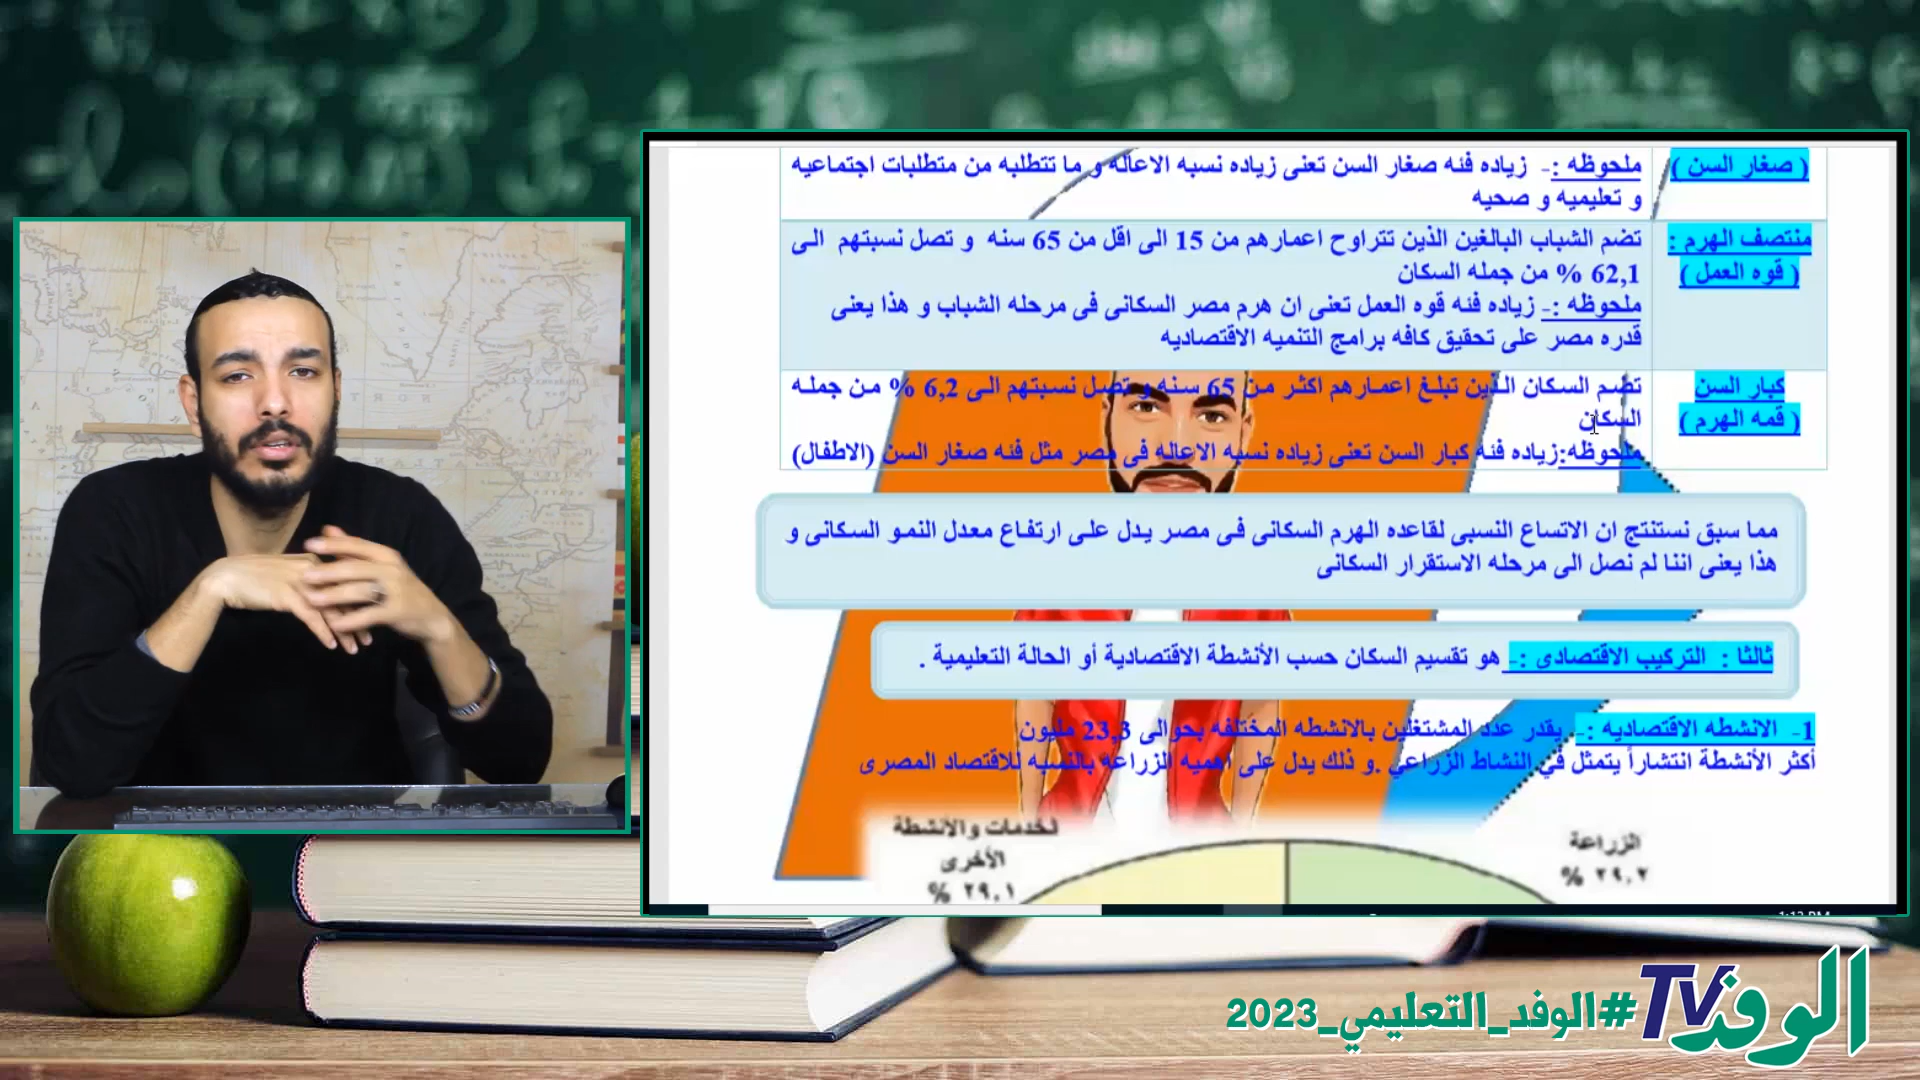 ( صغار السن )
ملحوظه :- زياده فئه صغار السن تعنى زياده نسبه الاعاله و ما تتطلبه من متطلبات اجتماعيه
و تعليميه و صحيه
منتصف الهرم :
( قوه العمل )
تضم الشباب البالغين الذين تتراوح اعمارهم من 15 الى اقل من 65 سنه و تصل نسبتهم الى
62,1 % من جمله السكان
ملحوظه :- زياده فئه قوه العمل تعنى ان هرم مصر السكانى فى مرحله الشباب و هذا يعنى
قدره مصر على تحقيق كافه برامج التنميه الاقتصاديه
كبار السن
( قمه الهرم )
تضم السكان الذين تبلغ اعمارهم اكثر من 65 سنه و تصل نسبتهم الى 6,2 % من جمله
السكان
ملحوظه:زياده فئه كبار السن تعنى زياده نسبه الاعاله فى مصر مثل فئه صغار السن (الاطفال)
مما سبق نستنتج ان الاتساع النسبى لقاعده الهرم السكانى فى مصر يدل على ارتفاع معدل النمو السكانى و
هذا يعنى اننا لم نصل الى مرحله الاستقرار السكانى
ثالثا : التركيب الاقتصادى :- هو تقسيم السكان حسب الأنشطة الاقتصادية أو الحالة التعليمية .
1- الانشطه الاقتصاديه :- يقدر عدد المشتغلين بالانشطه المختلفه بحوالى 23,3 مليون
أكثر الأنشطة انتشاراً يتمثل في النشاط الزراعي .و ذلك يدل على اهميه الزراعه بالنسبه للاقتصاد المصرى
الزراعة
٢٩.٢ %
لخدمات والأنشطة
الأخرى
٢٩.١ %
الوفد TV
#الوفد_التعليمي_2023